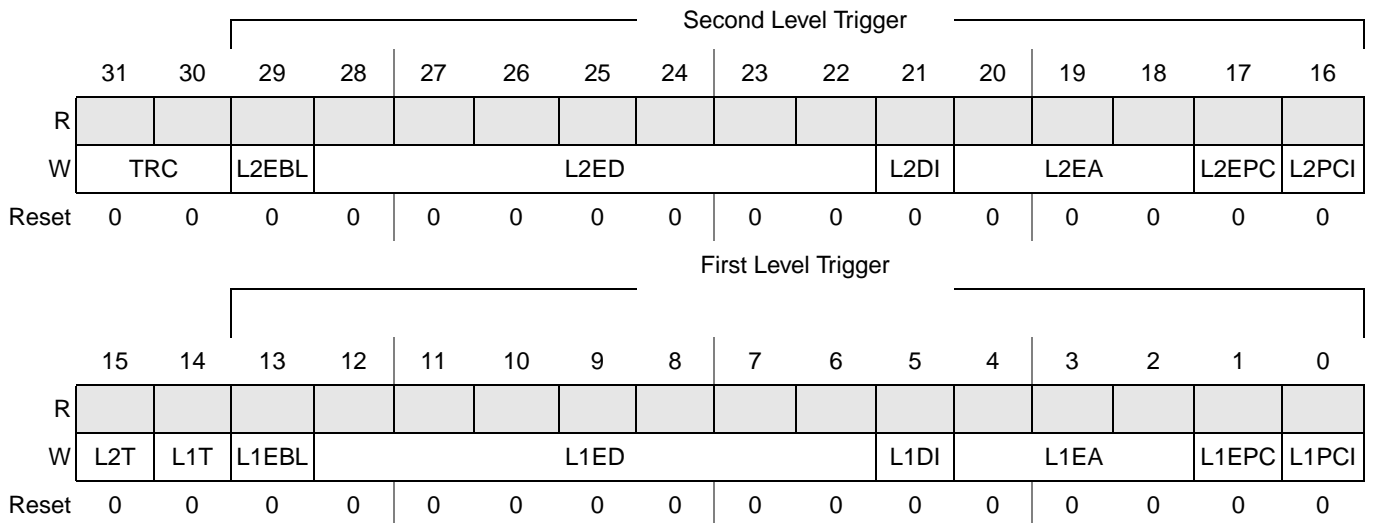 Second Level Trigger
31 30 29 28 27 26 25 24 23 22 21 20 19 18 17 16
R
W TRC L2EBL L2ED L2DI L2EA L2EPC L2PCI
Reset 0 0 0 0 0 0 0 0 0 0 0 0 0 0 0 0
First Level Trigger
15 14 13 12 11 10 9 8 7 6 5 4 3 2 1 0
R
W L2T L1T L1EBL L1ED L1DI L1EA L1EPC L1PCI
Reset 0 0 0 0 0 0 0 0 0 0 0 0 0 0 0 0